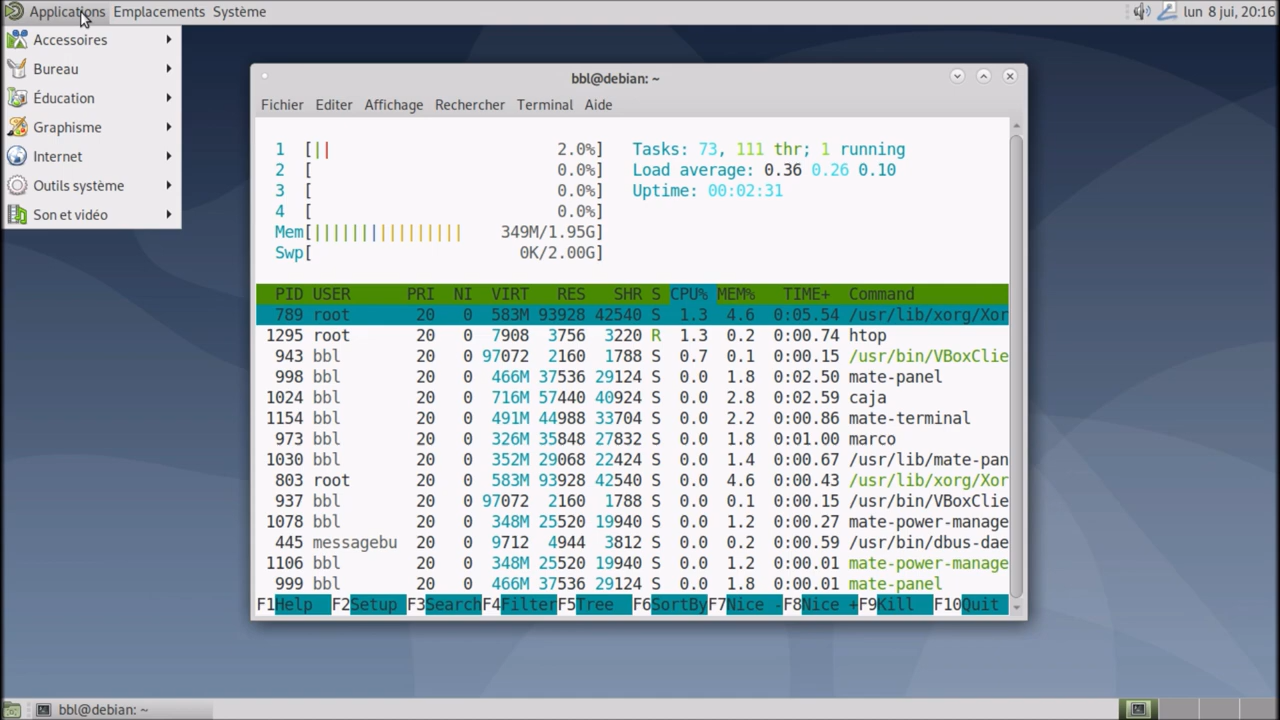 Applications Emplacements Système lun 8 jui, 20:16
Accessoires
Bureau
Éducation
Graphisme
Internet
Outils système
Son et vidéo
bbl@debian: ~
Fichier Editer Affichage Rechercher Terminal Aide
1 [|| 2.0%] Tasks: 73, 111 thr; 1 running
2 [ 0.0%] Load average: 0.36 0.26 0.10
3 [ 0.0%] Uptime: 00:02:31
4 [ 0.0%]
Mem[|||||||||||||||| 349M/1.95G]
Swp[ 0K/2.00G]
PID USER PRI NI VIRT RES SHR S CPU% MEM% TIME+ Command
789 root 20 0 583M 93928 42540 S 1.3 4.6 0:05.54 /usr/lib/xorg/Xor
1295 root 20 0 7908 3756 3220 R 1.3 0.2 0:00.74 htop
943 bbl 20 0 97072 2160 1788 S 0.7 0.1 0:00.15 /usr/bin/VBoxClie
998 bbl 20 0 466M 37536 29124 S 0.0 1.8 0:02.50 mate-panel
1024 bbl 20 0 716M 57440 40924 S 0.0 2.8 0:02.59 caja
1154 bbl 20 0 491M 44988 33704 S 0.0 2.2 0:00.86 mate-terminal
973 bbl 20 0 326M 35848 27832 S 0.0 1.8 0:01.00 marco
1030 bbl 20 0 352M 29068 22424 S 0.0 1.4 0:00.67 /usr/lib/mate-pan
803 root 20 0 583M 93928 42540 S 0.0 4.6 0:00.43 /usr/lib/xorg/Xor
937 bbl 20 0 97072 2160 1788 S 0.0 0.1 0:00.15 /usr/bin/VBoxClie
1078 bbl 20 0 348M 25520 19940 S 0.0 1.2 0:00.27 mate-power-manage
445 messagebu 20 0 9712 4944 3812 S 0.0 0.2 0:00.59 /usr/bin/dbus-dae
1106 bbl 20 0 348M 25520 19940 S 0.0 1.2 0:00.01 mate-power-manage
999 bbl 20 0 466M 37536 29124 S 0.0 1.8 0:00.01 mate-panel
F1Help F2Setup F3SearchF4FilterF5Tree F6SortByF7Nice -F8Nice +F9Kill F10Quit
bbl@debian: ~